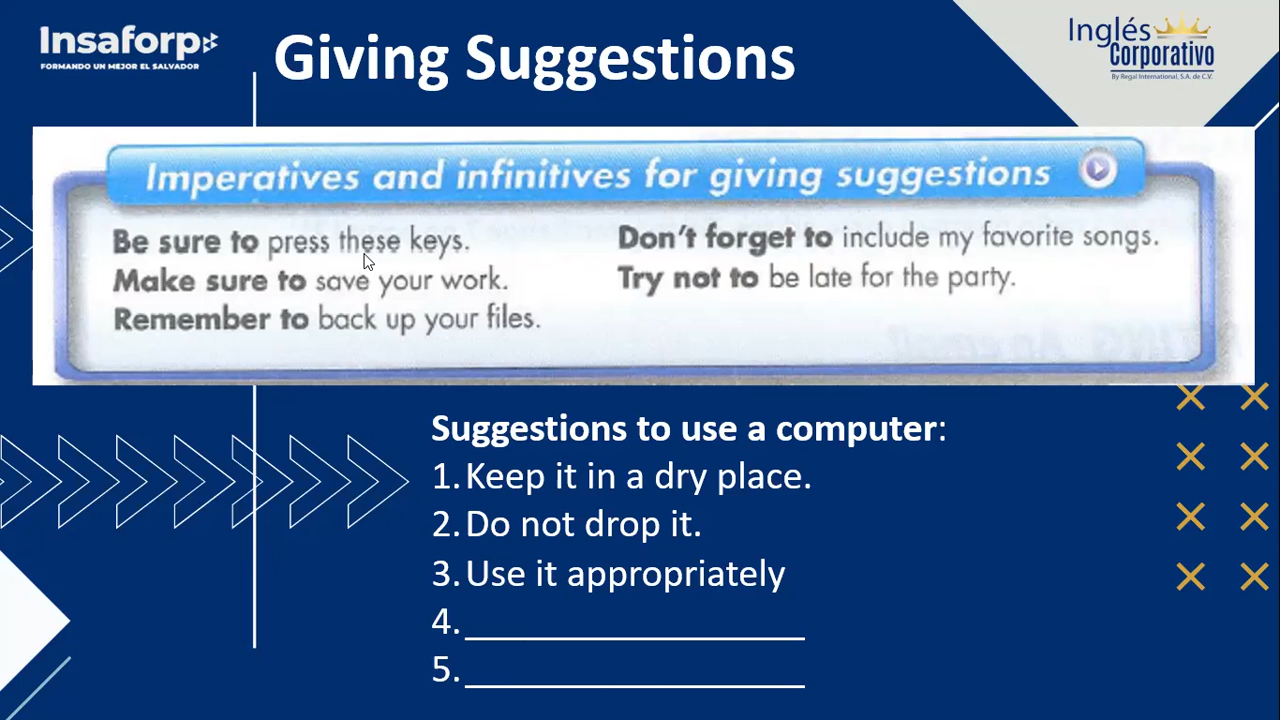 Insaforp
FORMANDO UN MEJOR EL SALVADOR
Giving Suggestions
Inglés
Corporativo
By Regal International, S.A. de C.V.
Imperatives and infinitives for giving suggestions
Be sure to press these keys.
Make sure to save your work.
Remember to back up your files.
Don't forget to include my favorite songs.
Try not to be late for the party.
Suggestions to use a computer:
1. Keep it in a dry place.
2. Do not drop it.
3. Use it appropriately
4. __________________
5. __________________